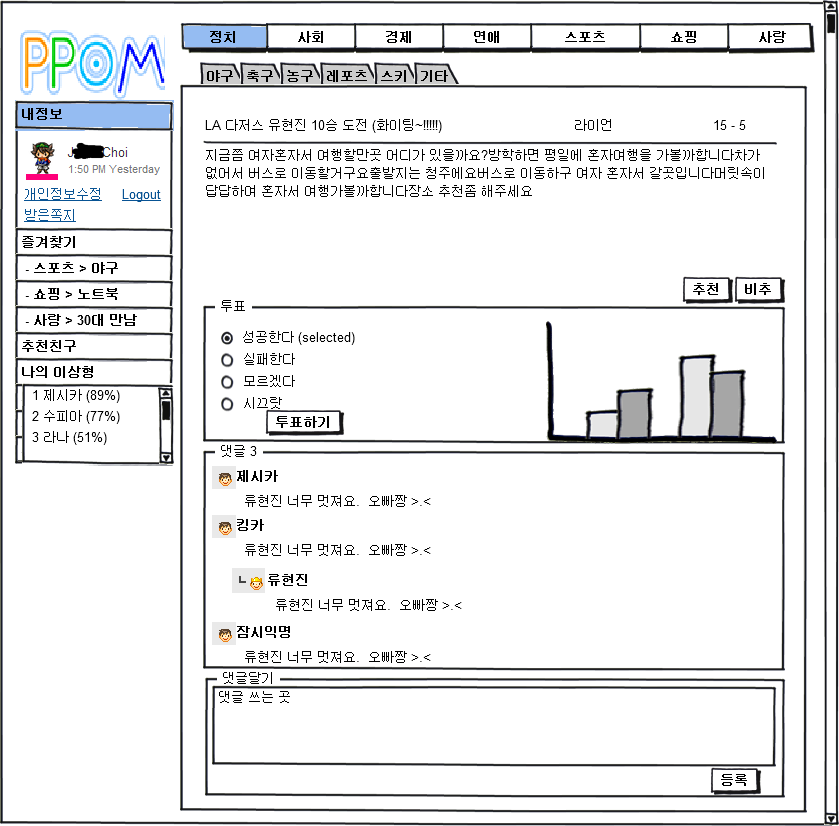 PPOM
정치 사회 경제 연애 스포츠 쇼핑 사랑
야구 축구 농구 레포츠 스키 기타
내정보
Choi
1:50 PM Yesterday
개인정보수정 Logout
받은쪽지
즐겨찾기
- 스포츠 > 야구
- 쇼핑 > 노트북
- 사랑 > 30대 만남
추천친구
나의 이상형
1 제시카 (89%)
2 수피아 (77%)
3 라나 (51%)
LA 다저스 유현진 10승 도전 (화이팅~!!!!!) 라이언 15 - 5
지금쯤 여자혼자서 여행할만곳 어디가 있을까요?방학하면 평일에 혼자여행을 가볼까합니다차가
없어서 버스로 이동할거구요출발지는 청주에요버스로 이동하구 여자 혼자서 갈곳입니다머릿속이
답답하여 혼자서 여행가볼까합니다장소 추천좀 해주세요
추천 비추
투표
성공한다 (selected)
실패한다
모르겠다
시끄럿
투표하기
댓글 3
제시카
류현진 너무 멋져요. 오빠짱 >.<
킹카
류현진 너무 멋져요. 오빠짱 >.<
류현진
류현진 너무 멋져요. 오빠짱 >.<
잠시익명
류현진 너무 멋져요. 오빠짱 >.<
댓글달기
댓글 쓰는 곳
등록